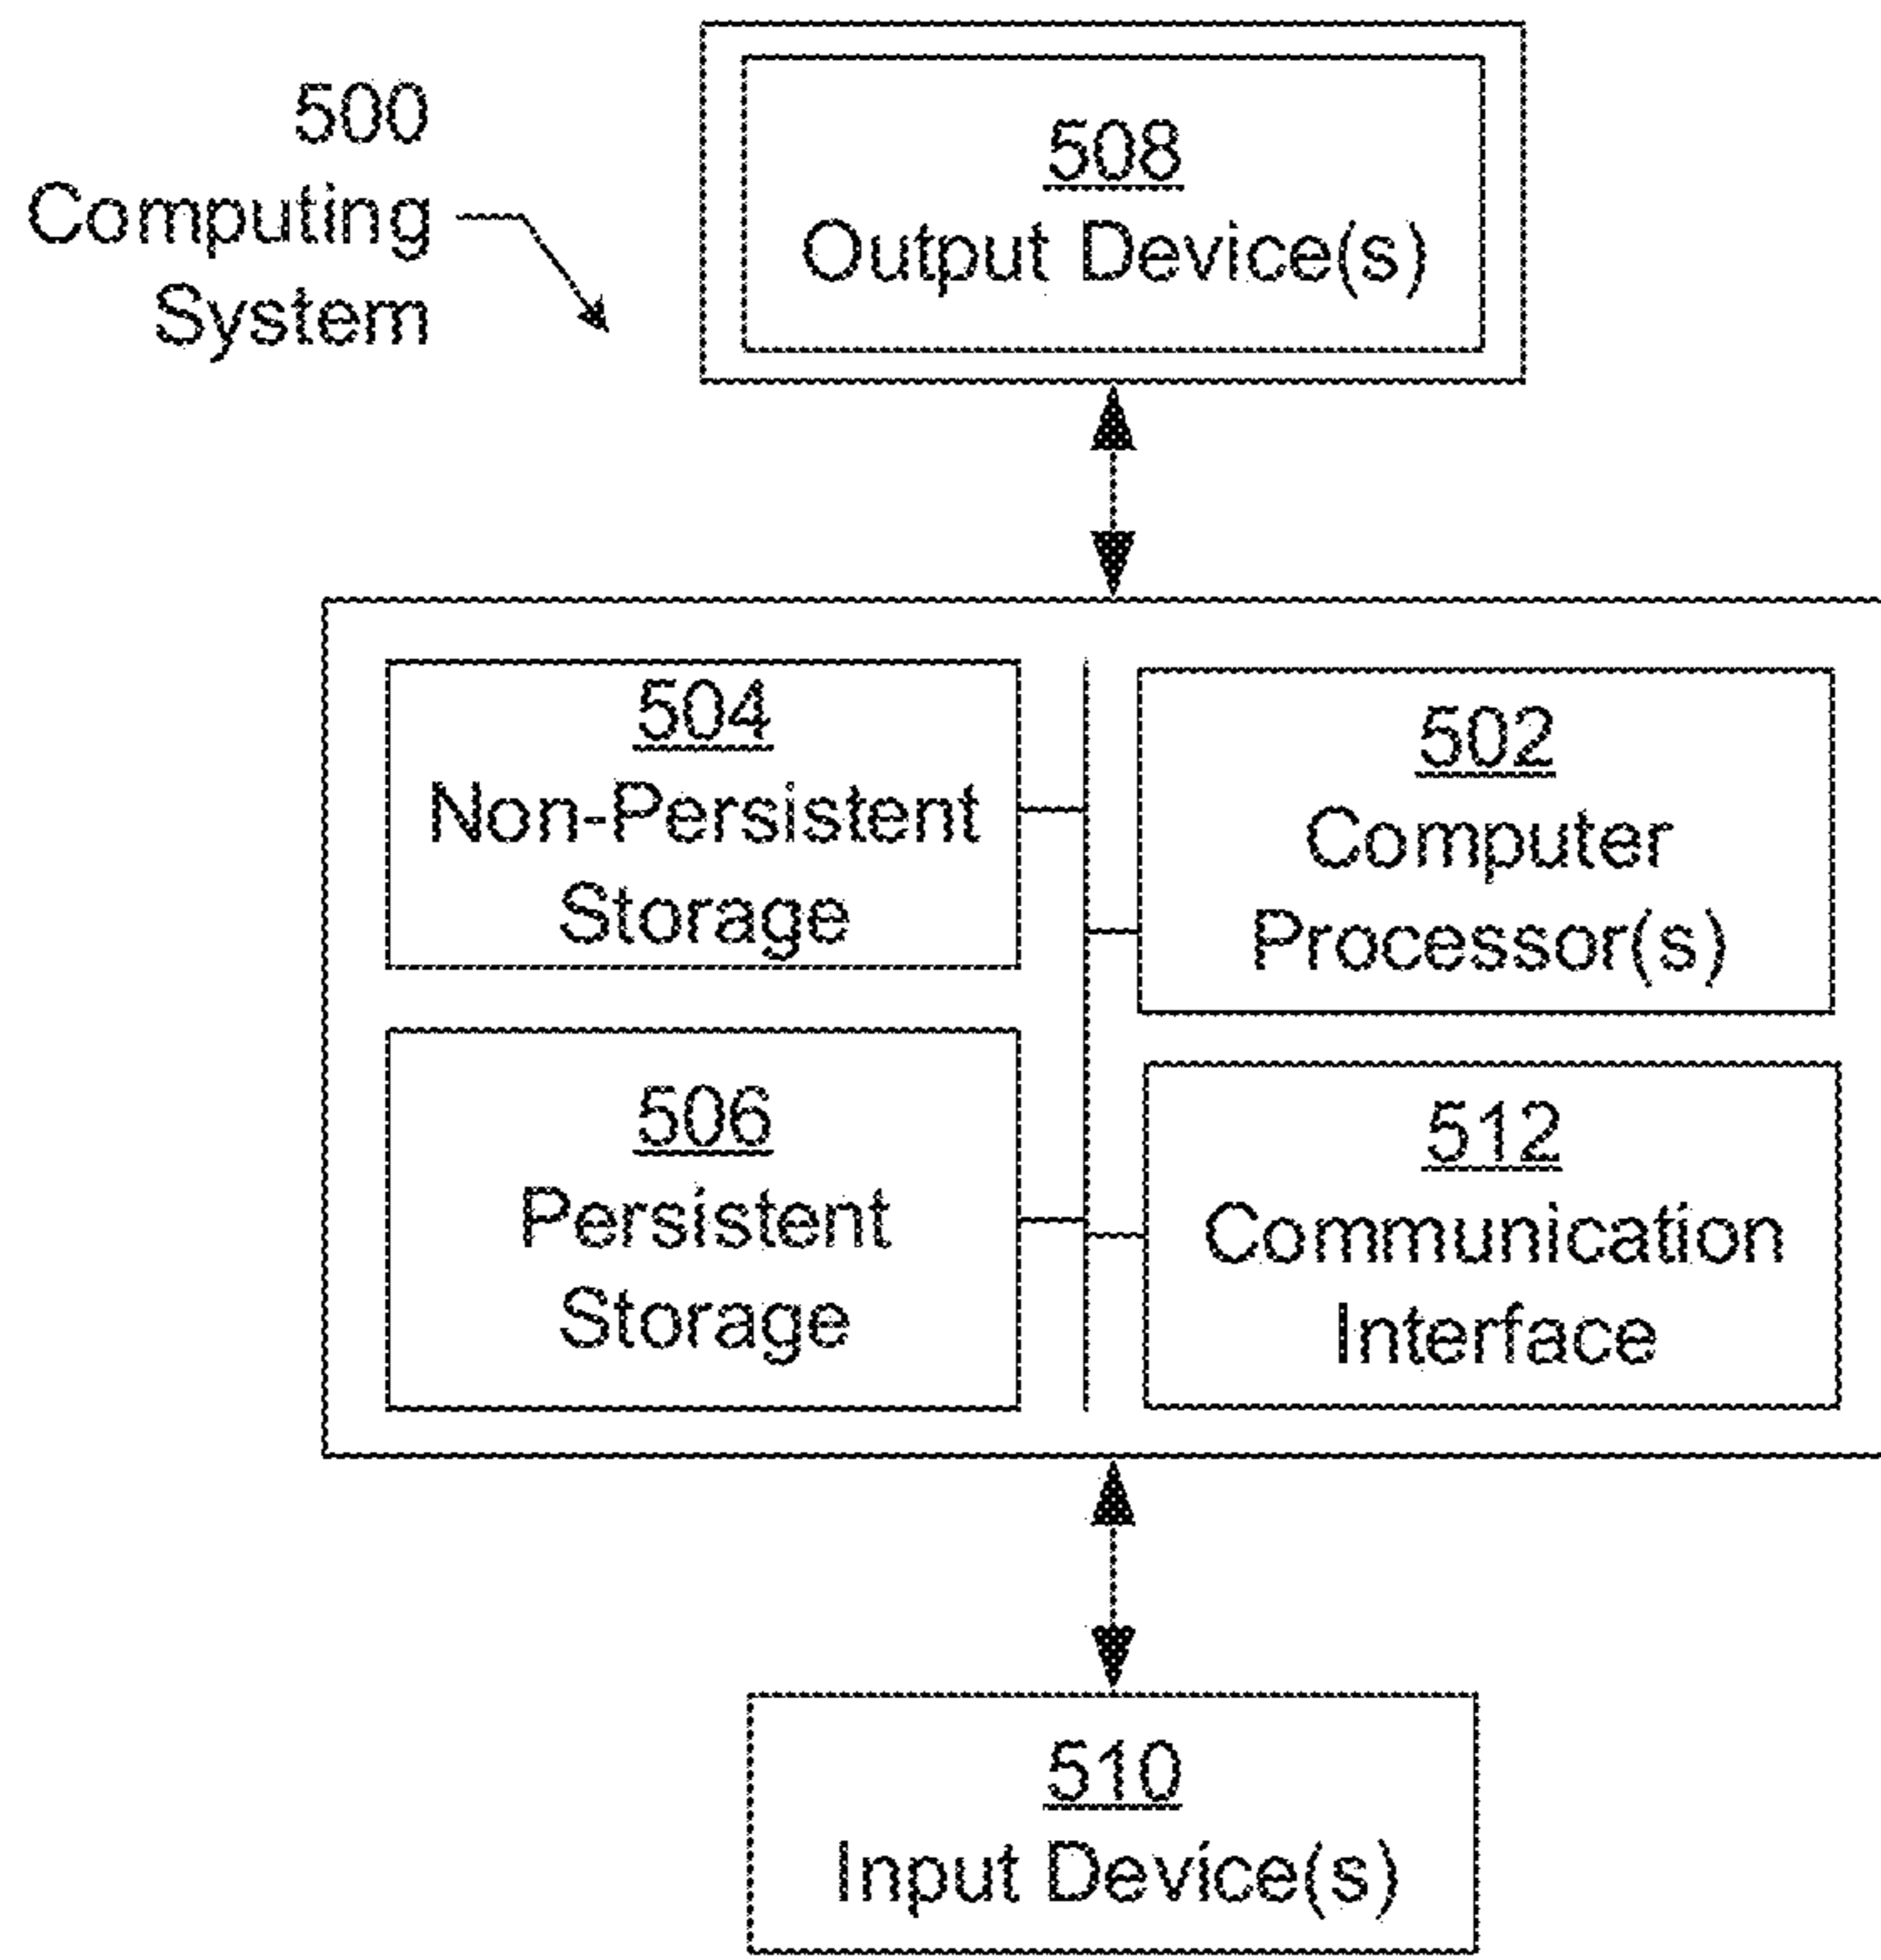 500
Computing
System
508
Output Device(s)
504
Non-Persistent
Storage
502
Computer
Processor(s)
506
Persistent
Storage
512
Communication
Interface
510
Input Device(s)